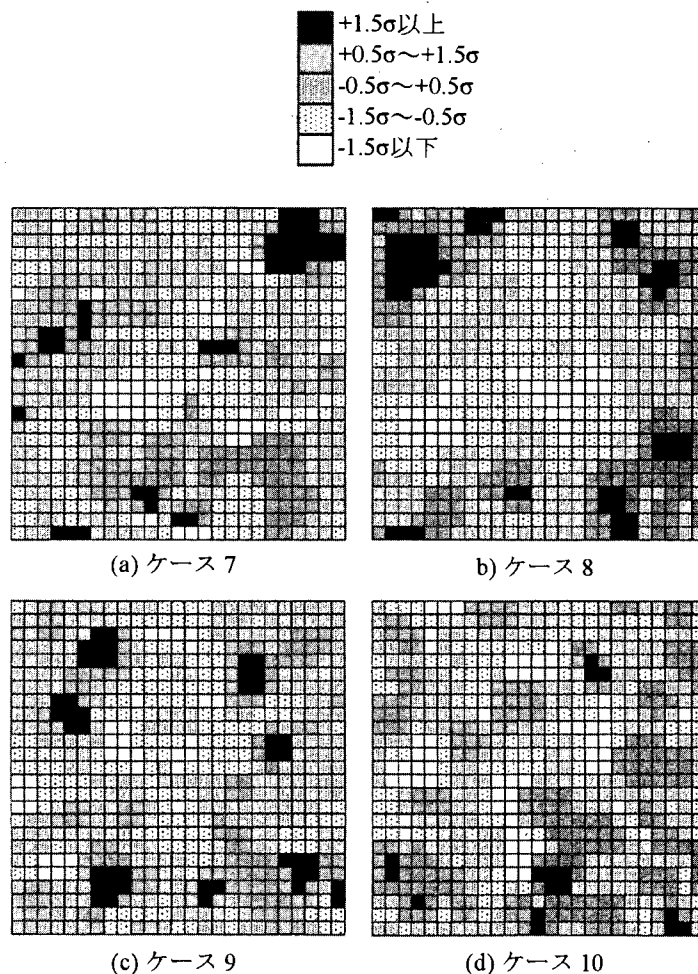 +1.5σ以上
+0.5σ～+1.5σ
-0.5σ～+0.5σ
-1.5σ～-0.5σ
-1.5σ以下
(a) ケース 7
b) ケース 8
(c) ケース 9
(d) ケース 10